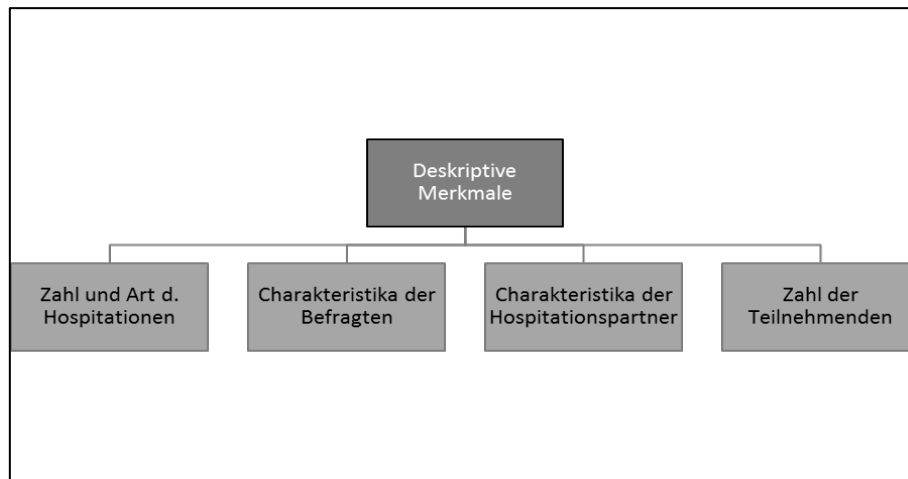 Deskriptive
Merkmale
Zahl und Art d.
Hospitationen
Charakteristika der
Befragten
Charakteristika der
Hospitationspartner
Zahl der
Teilnehmenden